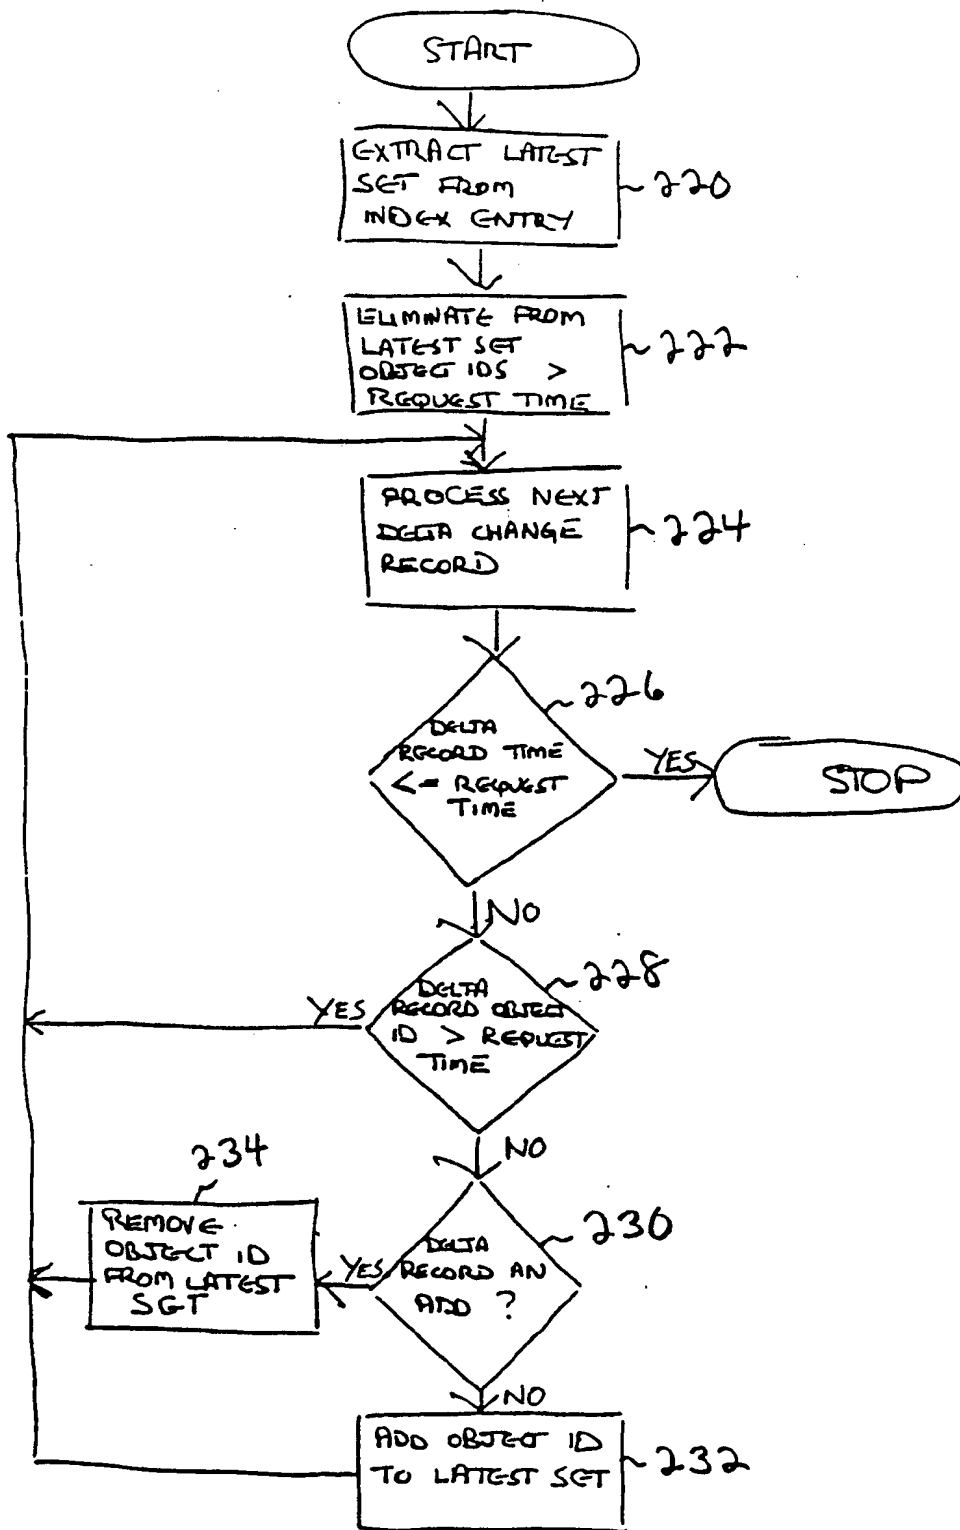 START
EXTRACT LATEST
SET FROM
INDEX ENTRY
220
ELIMINATE FROM
LATEST SET
OBJECT IDS >
REQUEST TIME
222
PROCESS NEXT
DELTA CHANGE
RECORD
224
226
DELTA
RECORD TIME
<= REQUEST
TIME
YES
STOP
NO
228
DELTA
RECORD OBJECT
ID > REQUEST
TIME
YES
NO
234
REMOVE
OBJECT ID
FROM LATEST
SET
230
DELTA
RECORD AN
ADD ?
YES
NO
ADD OBJECT ID
TO LATEST SET
232